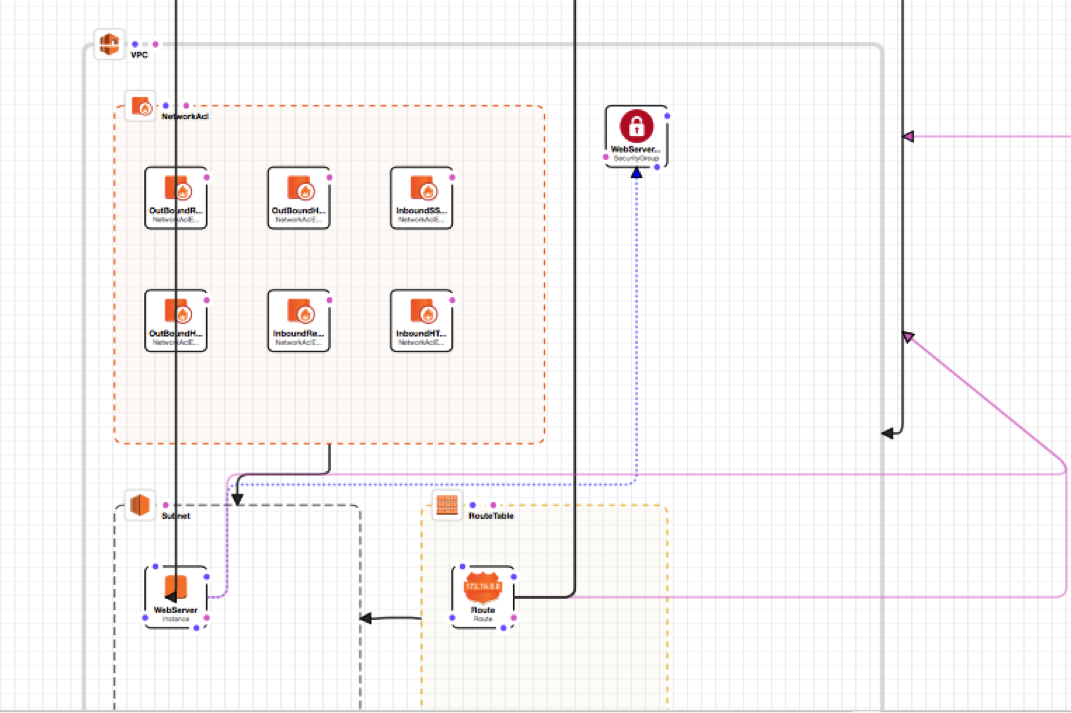 VPC
NetworkAcl
WebServer...
SecurityGroup
OutBoundR...
NetworkAclE...
OutBoundH...
NetworkAclE...
InboundSS...
NetworkAclE...
OutBoundH...
NetworkAclE...
InboundRe...
NetworkAclE...
InboundHT...
NetworkAclE...
Subnet
RouteTable
WebServer
Instance
172.16.0.0
Route
Route